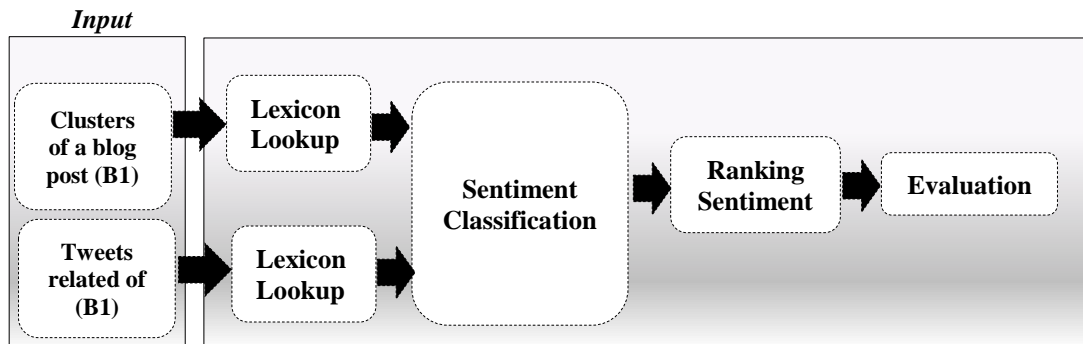 Input
Clusters
of a blog
post (B1)
Lexicon
Lookup
Tweets
related of
(B1)
Lexicon
Lookup
Sentiment
Classification
Ranking
Sentiment
Evaluation